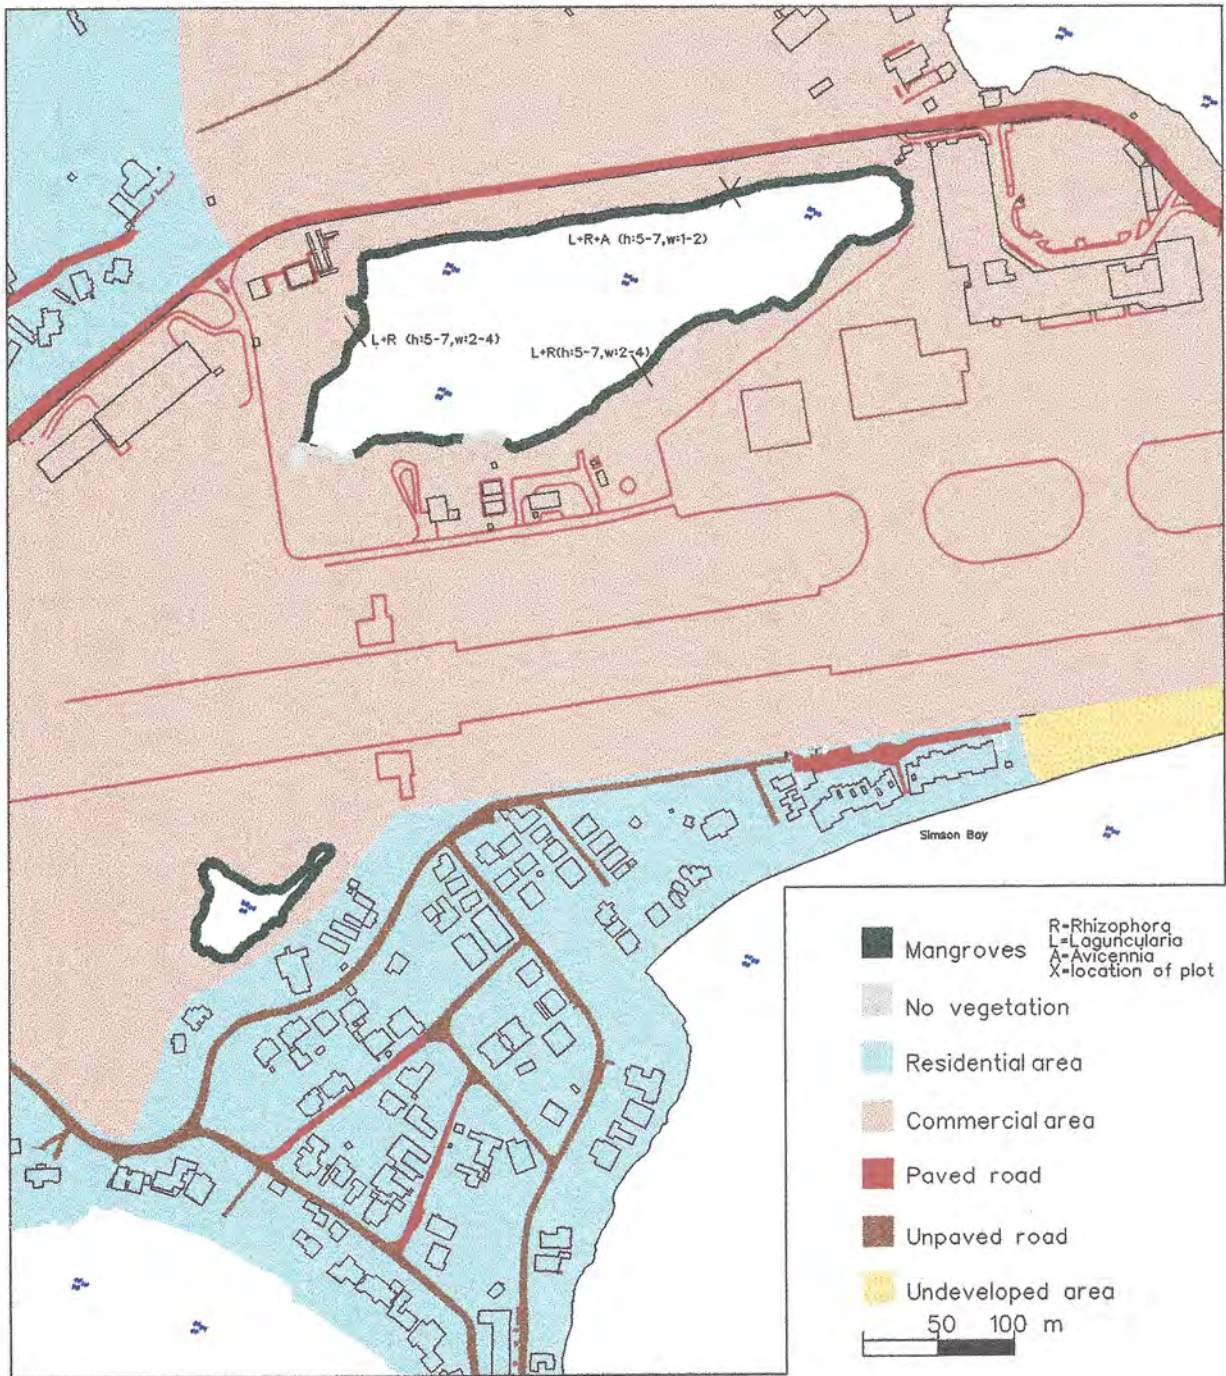 L+R+A (h:5-7,w:1-2)
L+R (h:5-7,w:2-4)
L+R(h:5-7,w:2-4)
Simson Bay
Mangroves
R-Rhizophora
L=Laguncularia
A-Avicennia
X-location of plot
No vegetation
Residential area
Commercial area
Paved road
Unpaved road
Undeveloped area
50 100 m